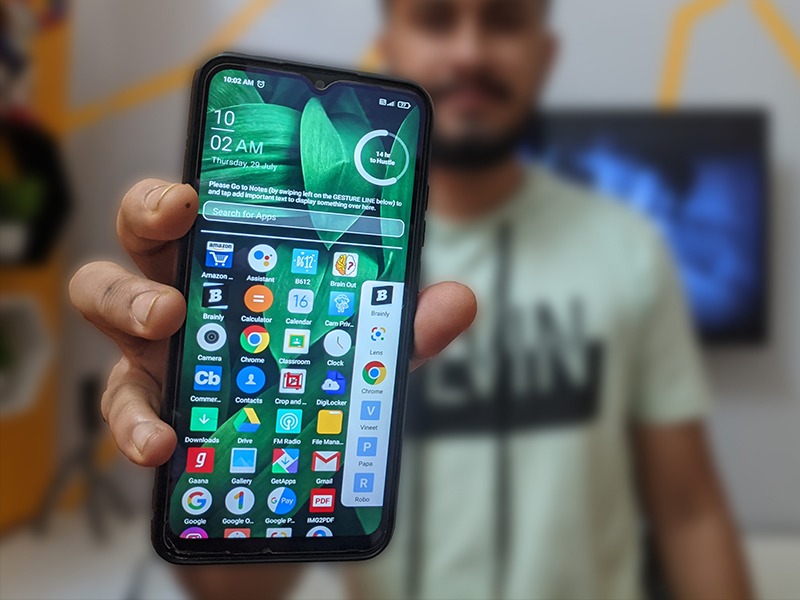 10:02 AM
27
10
02 AM
Thursday, 29 July
14 hr
to Hustle
Please Go to Notes (by swiping left on the GESTURE LINE below) to
and tap add important text to display something over here.
Search for Apps
amazon
Amazon ...
Assistant
B612
B612
Brain Out
B
Brainly
Calculator
16
Calendar
Cam Priv...
B
Brainly
Camera
Chrome
Classroom
Clock
Lens
Cb
Commer...
Contacts
Crop and ...
DigiLocker
Chrome
Downloads
Drive
FM Radio
File Mana...
V
Vineet
g
Gaana
Gallery
GetApps
Gmail
P
Papa
G
Google
1
Google O...
G Pay
Google P...
PDF
IMG2PDF
R
Robo